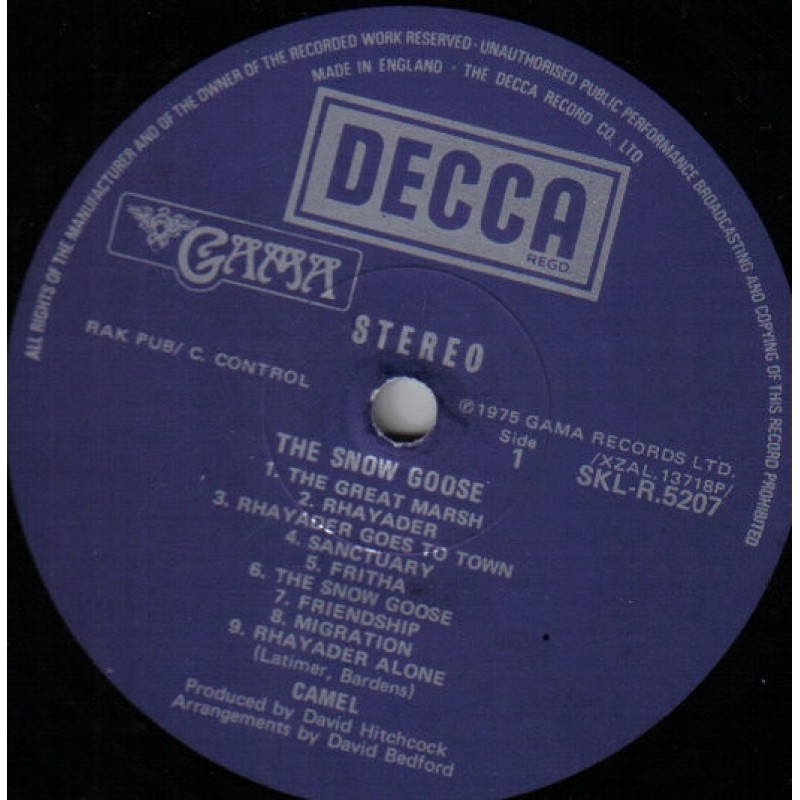 ALL RIGHTS OF THE MANUFACTURER AND OF THE OWNER OF THE RECORDED WORK RESERVED · UNAUTHORISED PUBLIC PERFORMANCE BROADCASTING AND COPYING OF THIS RECORD PROHIBITED
MADE IN ENGLAND · THE DECCA RECORD CO. LTD.
DECCA
REGD.
GAMA
STEREO
RAK PUB/ C. CONTROL
℗1975 GAMA RECORDS LTD.
Side
1
/XZAL.13718P/
SKL-R.5207
THE SNOW GOOSE
1. THE GREAT MARSH
2. RHAYADER
3. RHAYADER GOES TO TOWN
4. SANCTUARY
5. FRITHA
6. THE SNOW GOOSE
7. FRIENDSHIP
8. MIGRATION
9. RHAYADER ALONE
(Latimer, Bardens)
CAMEL
Produced by David Hitchcock
Arrangements by David Bedford